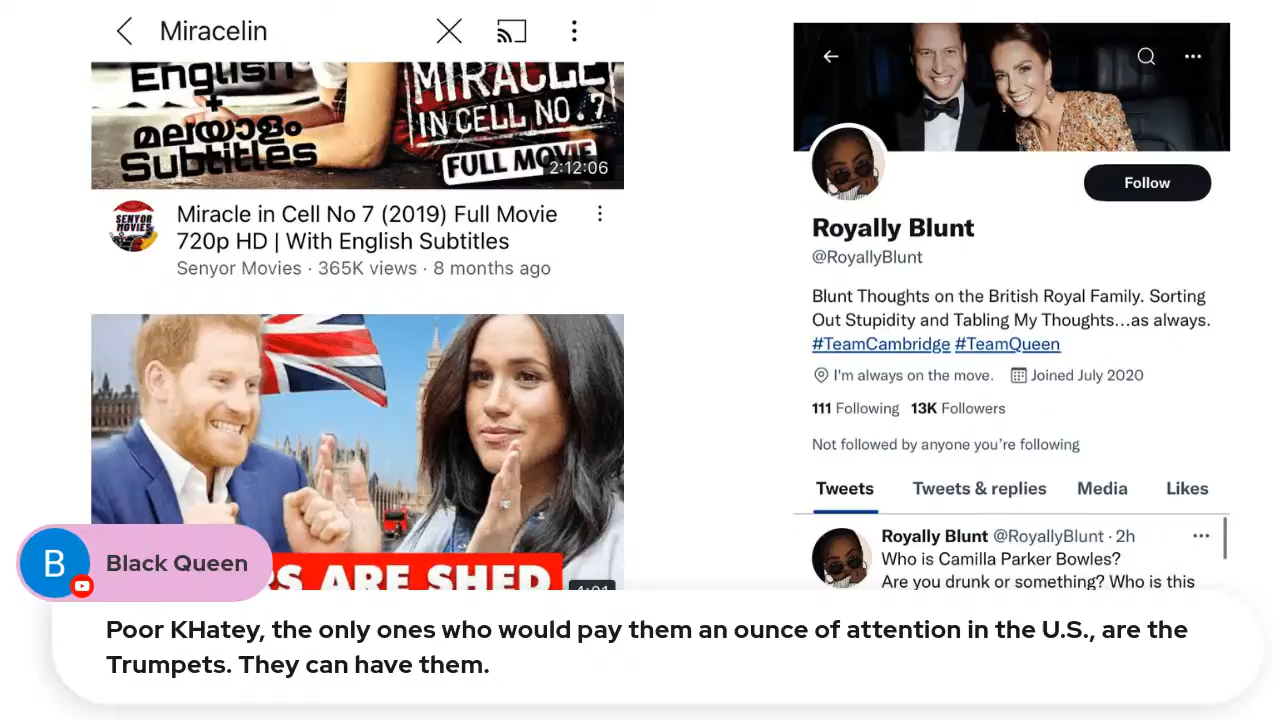 Miracelin
English
+
മലയാളം
Subtitles
MIRACLE
IN CELL NO.7
FULL MOVIE
2:12:06
SENYOR
MOVIES
Miracle in Cell No 7 (2019) Full Movie
720p HD | With English Subtitles
Senyor Movies · 365K views · 8 months ago
RS ARE SHED
4:01
Follow
Royally Blunt
@RoyallyBlunt
Blunt Thoughts on the British Royal Family. Sorting
Out Stupidity and Tabling My Thoughts...as always.
#TeamCambridge #TeamQueen
I'm always on the move. Joined July 2020
111 Following 13K Followers
Not followed by anyone you're following
Tweets Tweets & replies Media Likes
Royally Blunt @RoyallyBlunt · 2h
Who is Camilla Parker Bowles?
Are you drunk or something? Who is this
B
Black Queen
Poor KHatey, the only ones who would pay them an ounce of attention in the U.S., are the
Trumpets. They can have them.